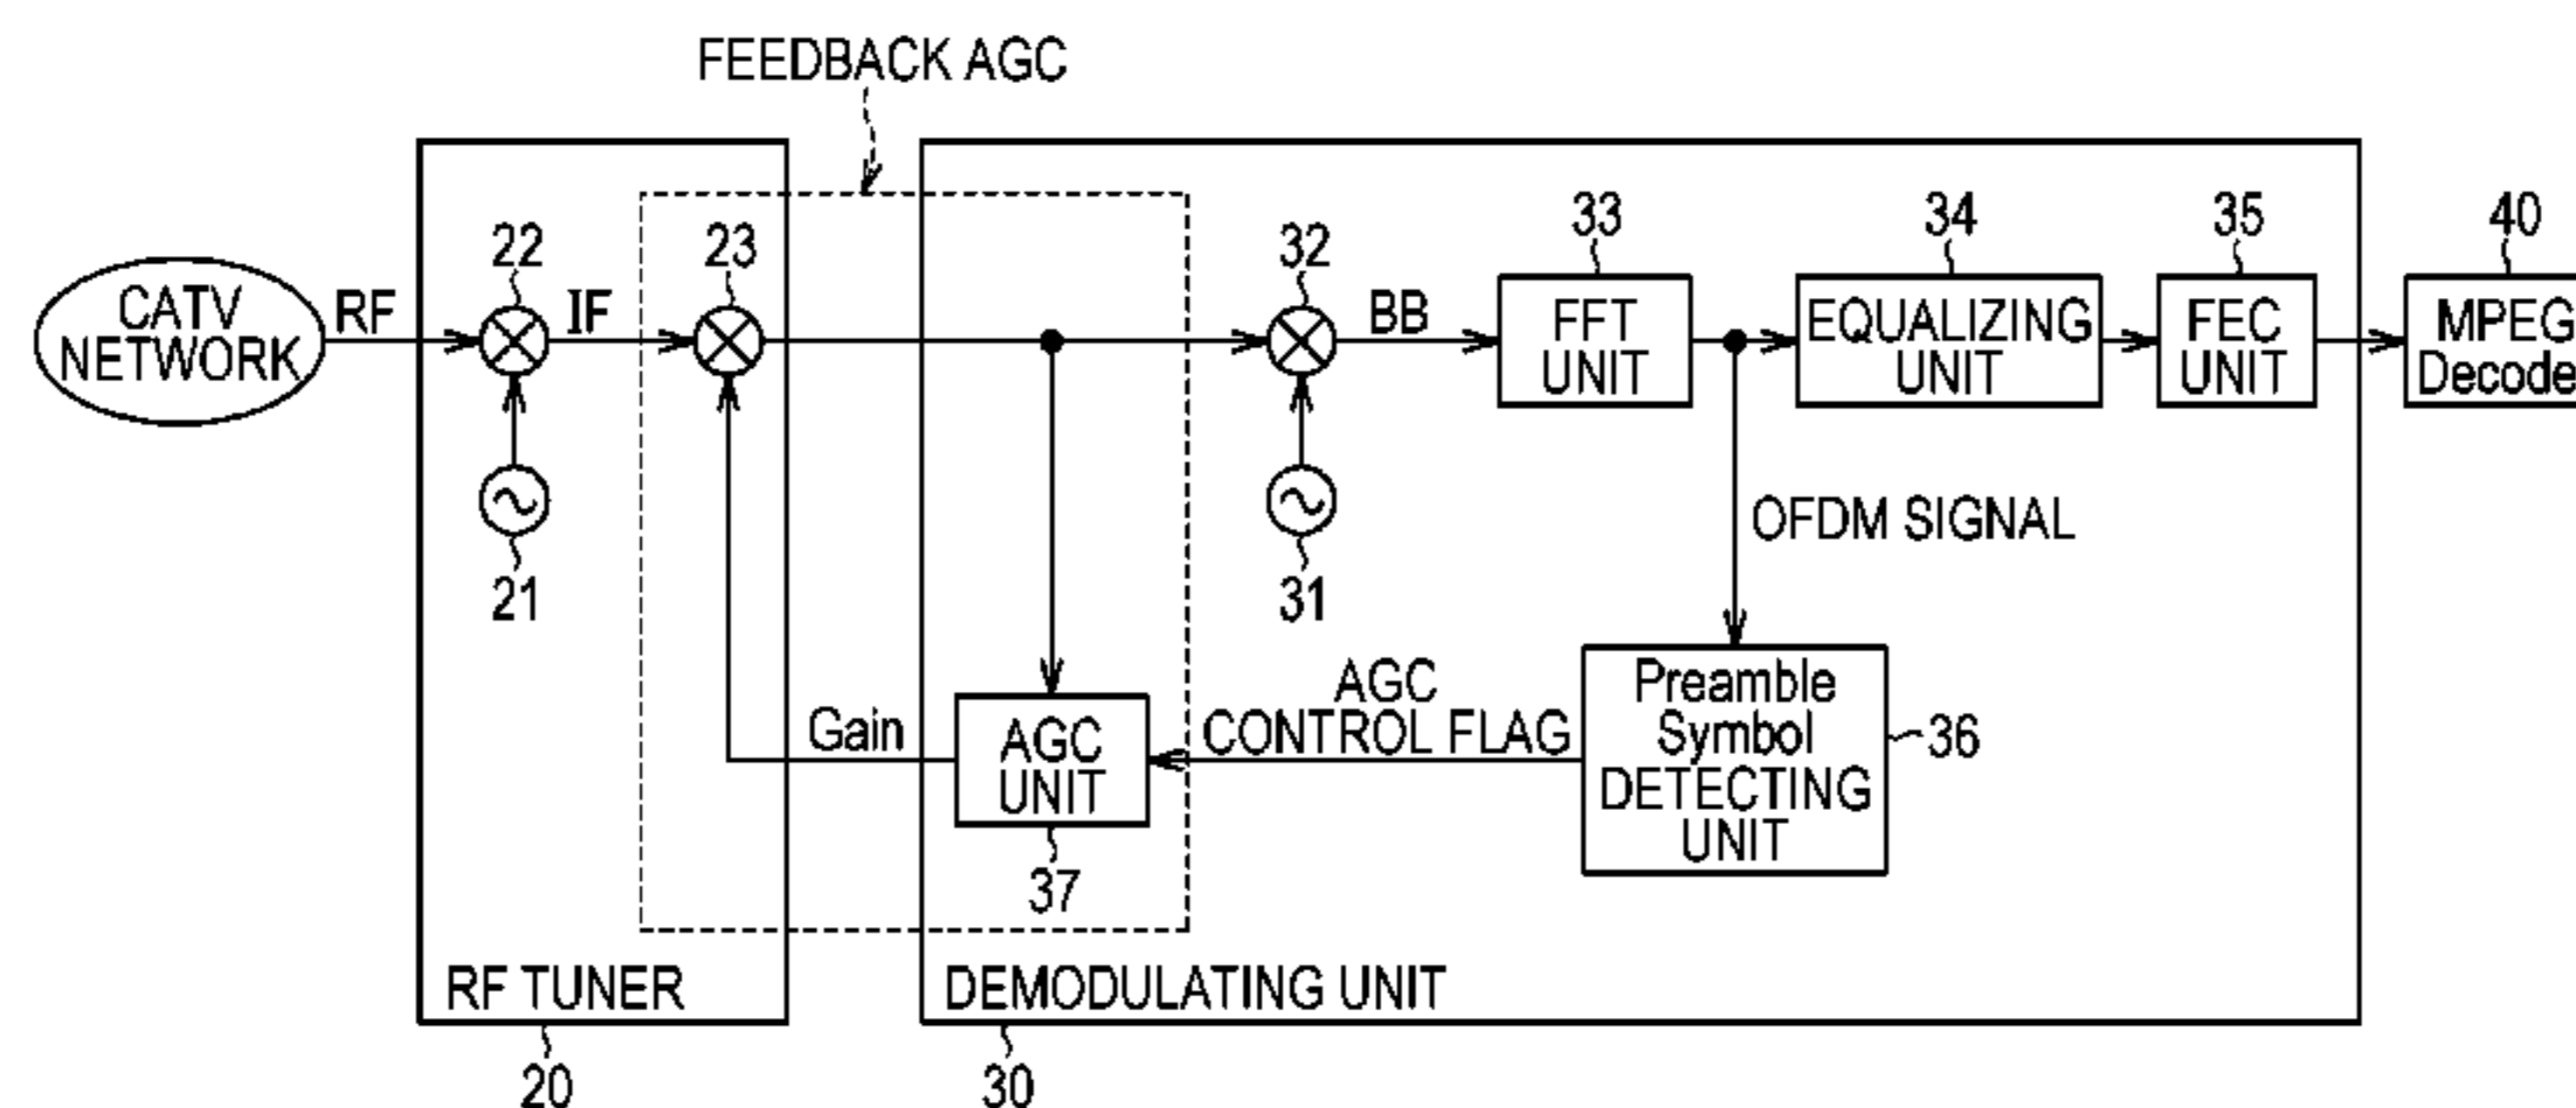 FEEDBACK AGC
22
23
32
33
34
35
40
CATV
NETWORK
RF
IF
BB
FFT
UNIT
EQUALIZING
UNIT
FEC
UNIT
MPEG
Decode
21
31
OFDM SIGNAL
Gain
AGC
UNIT
AGC
CONTROL FLAG
Preamble
Symbol
DETECTING
UNIT
36
37
RF TUNER
DEMODULATING UNIT
20
30